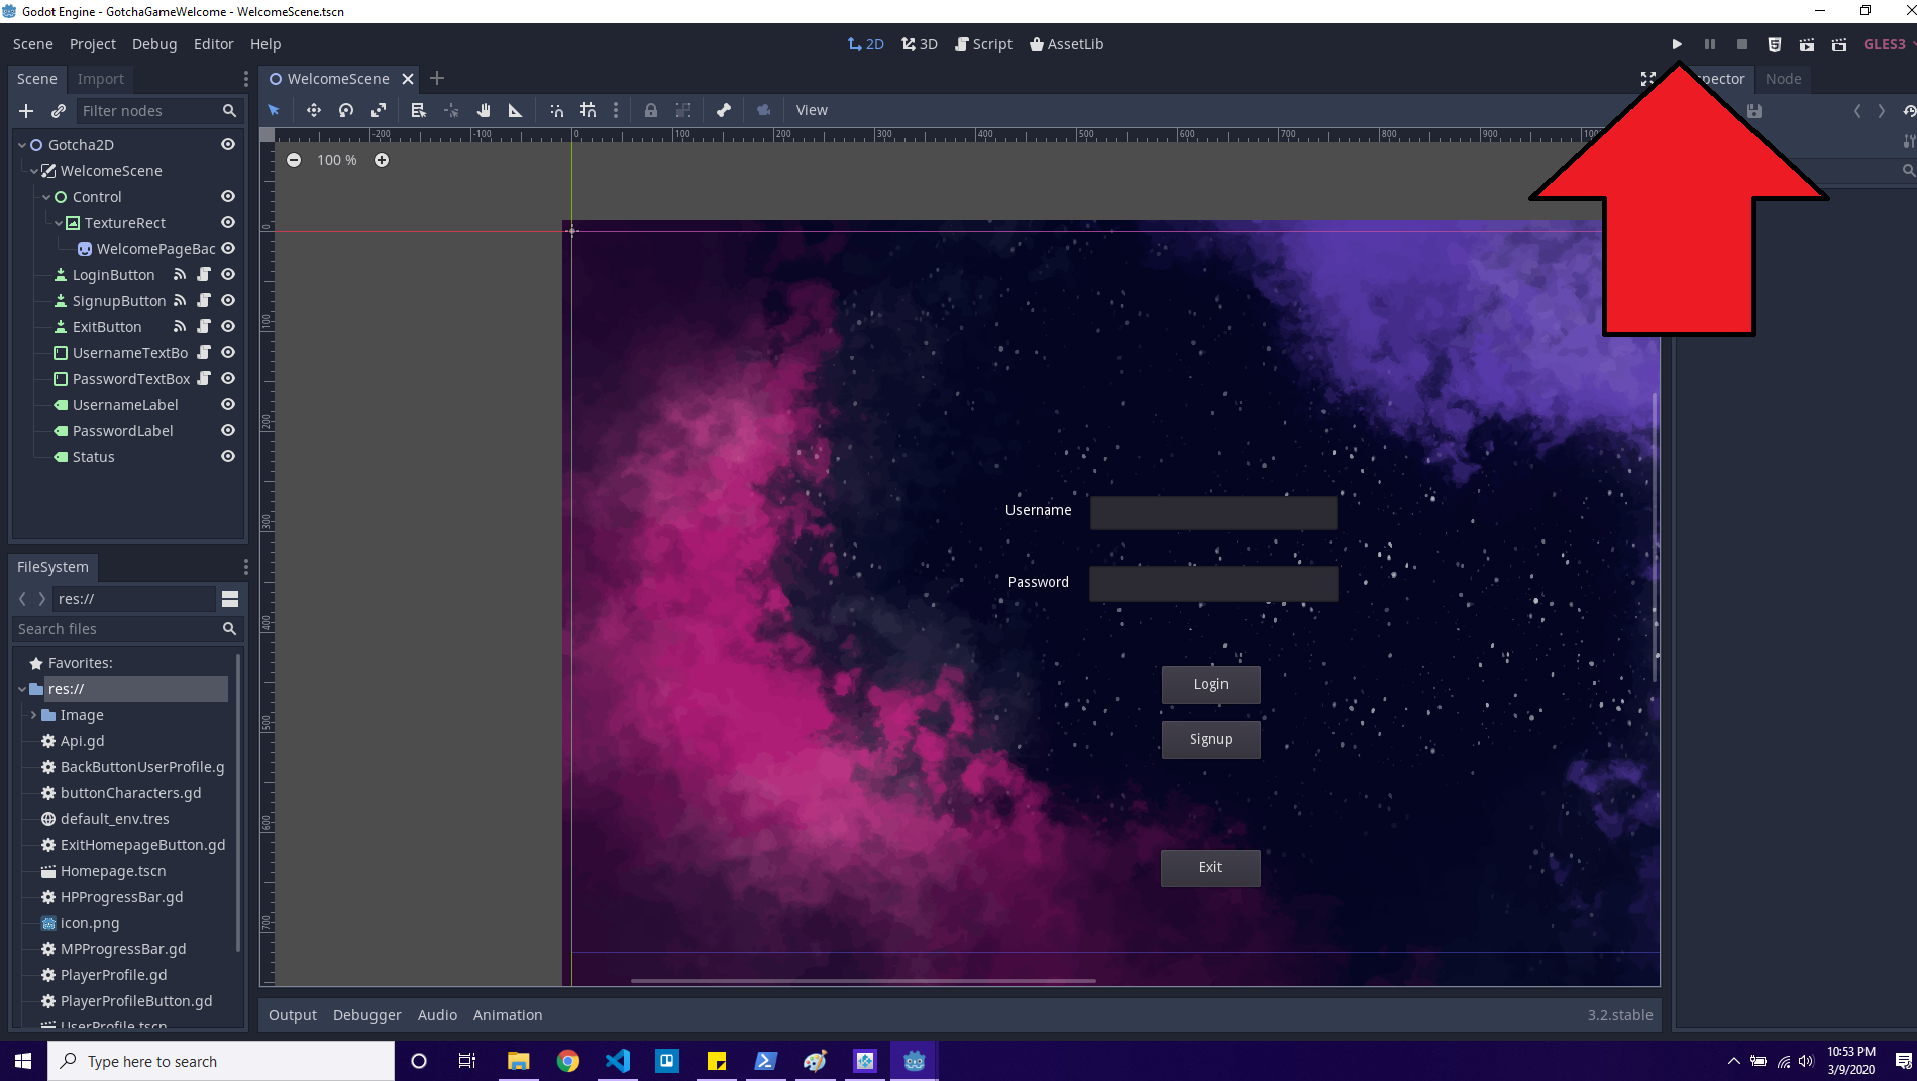 Godot Engine - GotchaGameWelcome - WelcomeScene.tscn
Scene Project Debug Editor Help
2D 3D Script AssetLib
GLES3
Scene Import
WelcomeScene
Node
Filter nodes
View
-200 -100 0 100 200 300 400 500 600 700 800 900
100 %
Gotcha2D
WelcomeScene
Control
TextureRect
WelcomePageBac
LoginButton
SignupButton
ExitButton
UsernameTextBo
PasswordTextBox
UsernameLabel
PasswordLabel
Status
0
100
200
300
400
500
600
700
Username
Password
Login
Signup
Exit
FileSystem
res://
Search files
Favorites:
res://
Image
Api.gd
BackButtonUserProfile.g
buttonCharacters.gd
default_env.tres
ExitHomepageButton.gd
Homepage.tscn
HPProgressBar.gd
icon.png
MPProgressBar.gd
PlayerProfile.gd
PlayerProfileButton.gd
UserProfile.tscn
Output Debugger Audio Animation
3.2.stable
Type here to search
10:53 PM
3/9/2020